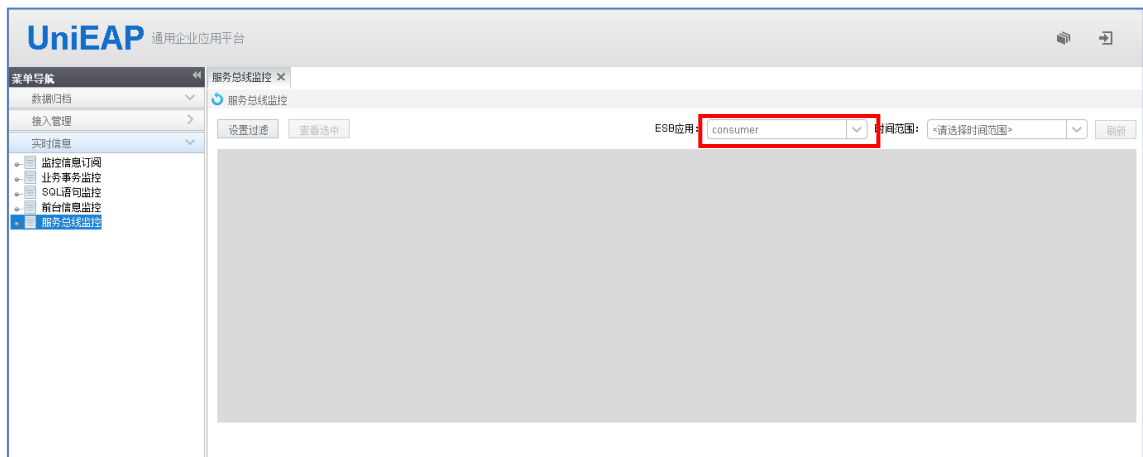 UniEAP 通用企业应用平台
菜单导航 服务总线监控
数据归档 服务总线监控
接入管理 设置过滤 查看选中 ESB应用: consumer 时间范围: <请选择时间范围> 刷新
实时信息
监控信息订阅
业务事务监控
SQL语句监控
前台信息监控
服务总线监控